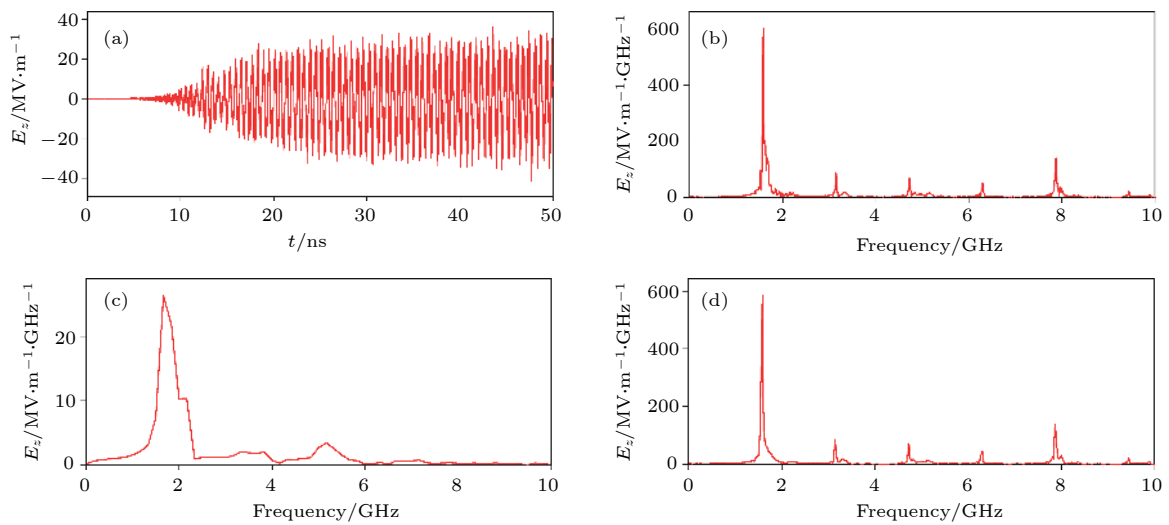 (a)
40
20
0
−20
−40
E_z/MV·m⁻¹
0 10 20 30 40 50
t/ns
(b)
600
400
200
0
E_z/MV·m⁻¹·GHz⁻¹
0 2 4 6 8 10
Frequency/GHz
(c)
20
10
0
E_z/MV·m⁻¹·GHz⁻¹
0 2 4 6 8 10
Frequency/GHz
(d)
600
400
200
0
E_z/MV·m⁻¹·GHz⁻¹
0 2 4 6 8 10
Frequency/GHz